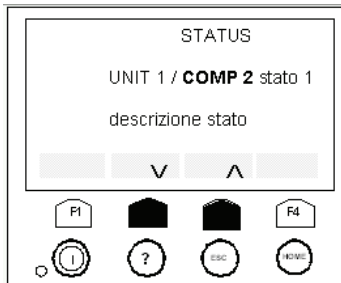 STATUS
UNIT 1 / COMP 2 stato 1
descrizione stato
V Λ
F1 F4
? ESC HOME